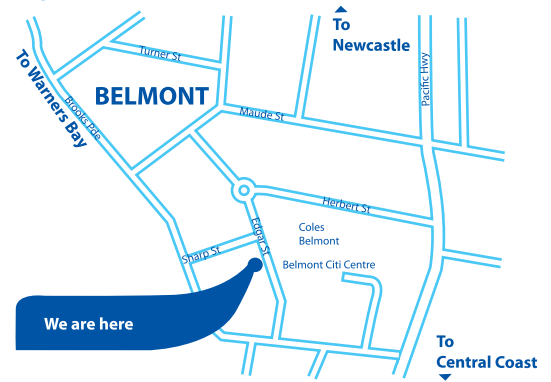 To
Newcastle
Turner St
To Warners Bay
Pacific Hwy
BELMONT
Brooks Pde
Maude St
Herbert St
Edgar St
Coles
Belmont
Sharp St
Belmont Citi Centre
We are here
To
Central Coast